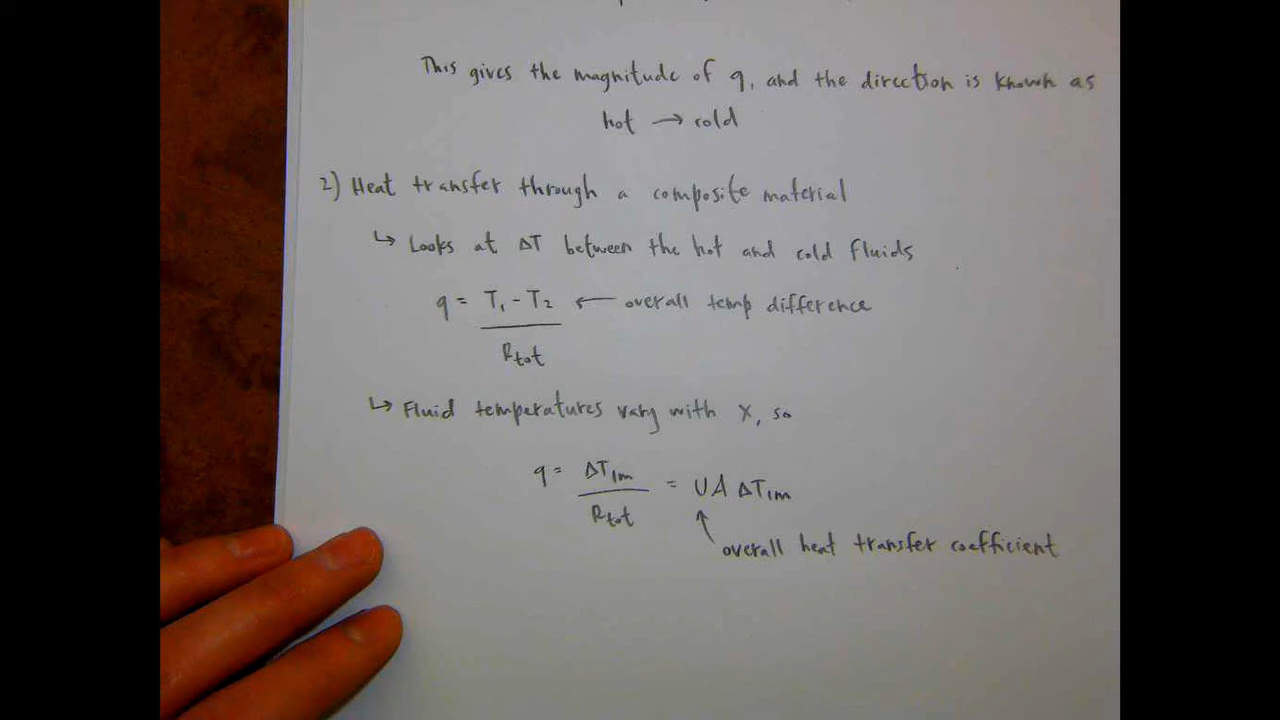 This gives the magnitude of q, and the direction is known as
hot → cold
2) Heat transfer through a composite material
↳ Looks at ΔT between the hot and cold fluids
q = T₁ - T₂ ← overall temp difference
Rtot
↳ Fluid temperatures vary with x, so
q = ΔTlm = UA ΔTlm
Rtot
↑
overall heat transfer coefficient